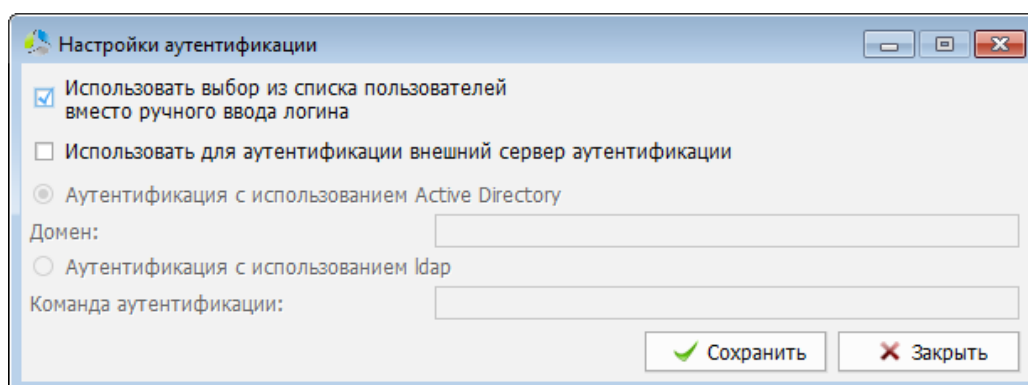 Настройки аутентификации
Использовать выбор из списка пользователей
вместо ручного ввода логина
Использовать для аутентификации внешний сервер аутентификации
Аутентификация с использованием Active Directory
Домен:
Аутентификация с использованием ldap
Команда аутентификации:
Сохранить
Закрыть